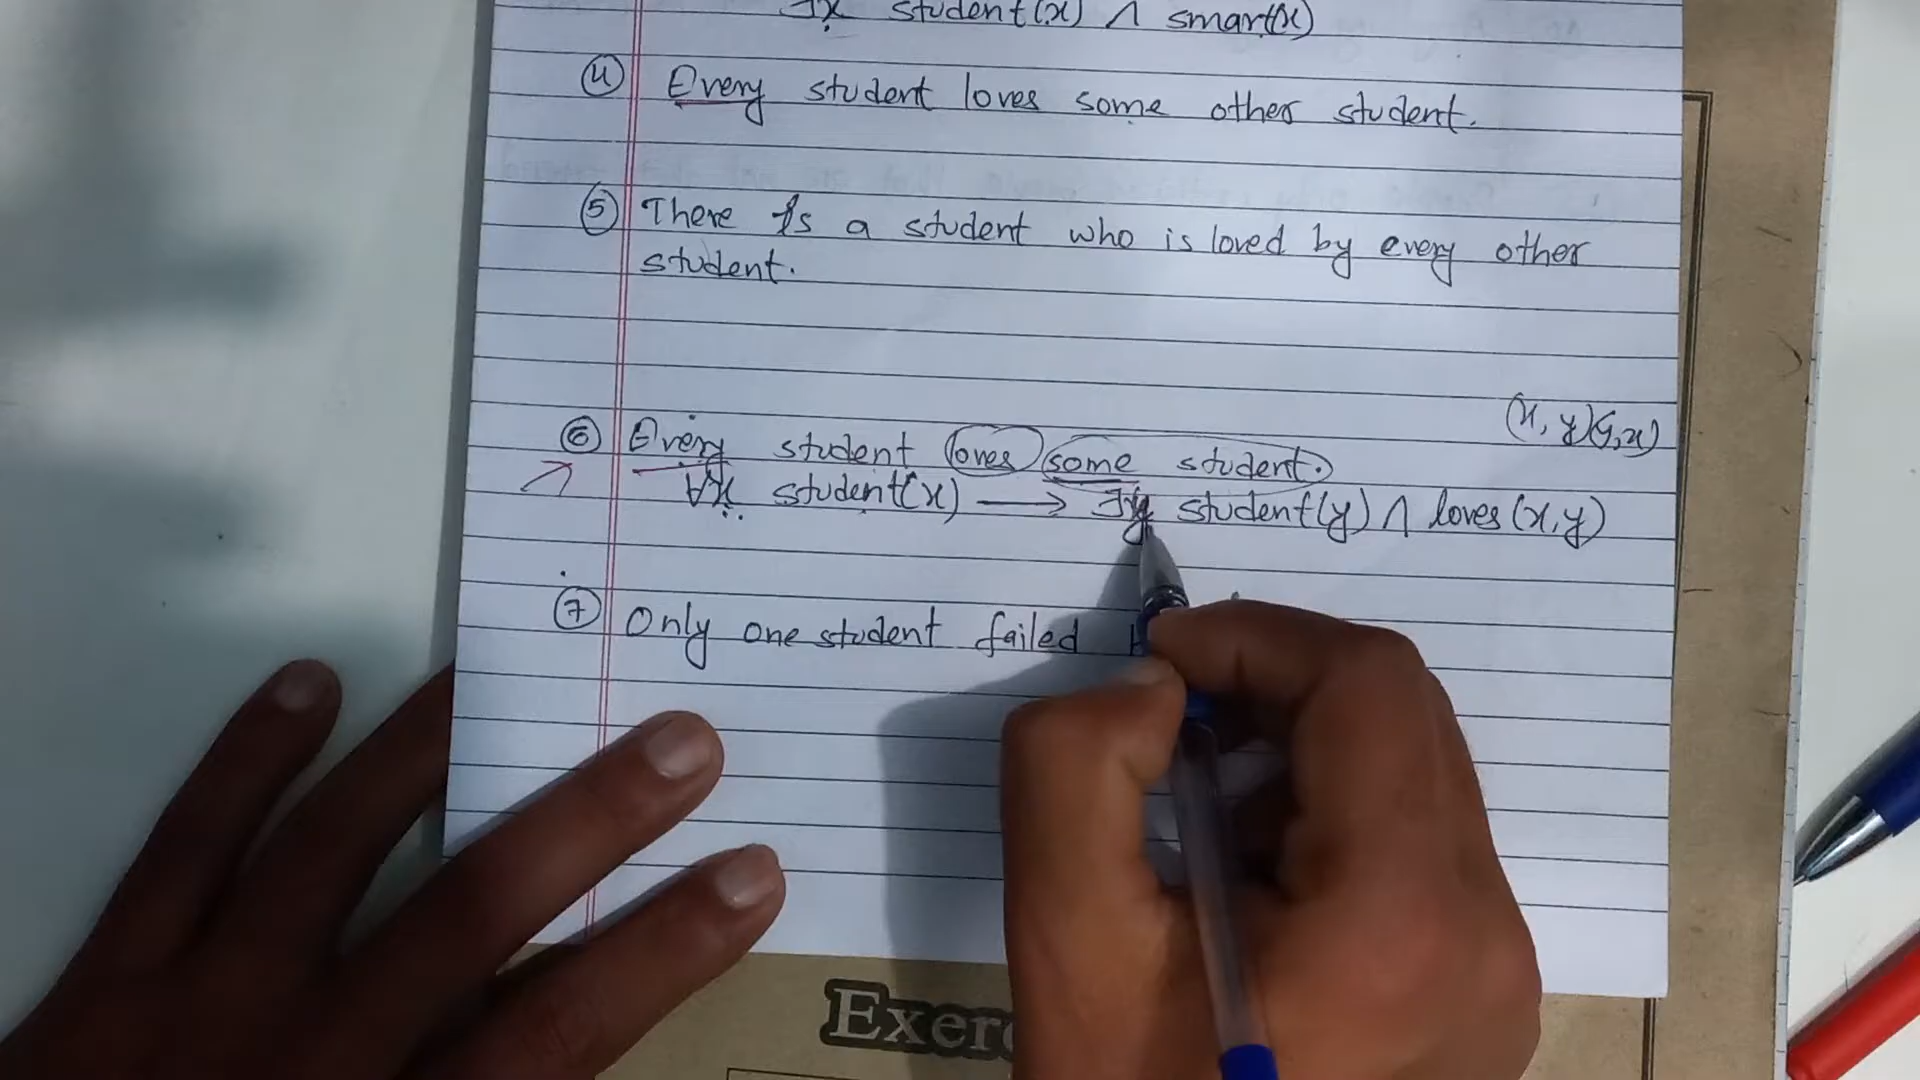 ∃x student(x) ∧ smart(x)
④ Every student loves some other student.
⑤ There Is a student who is loved by every other
student.
(x, y)(y,x)
⑥ Every student loves some student.
∀x student(x) → ∃y student(y) ∧ loves(x,y)
⑦ Only one student failed